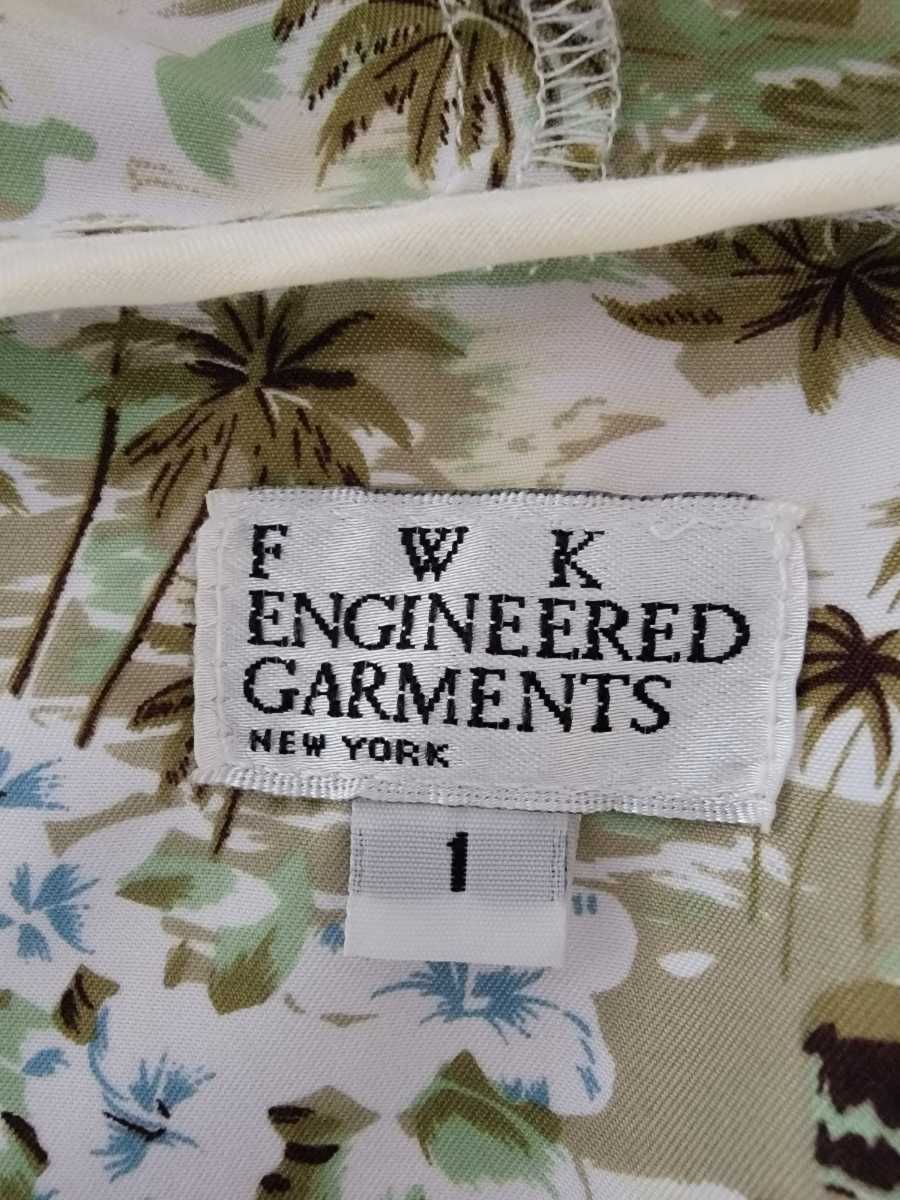 F W K
ENGINEERED
GARMENTS
NEW YORK
1